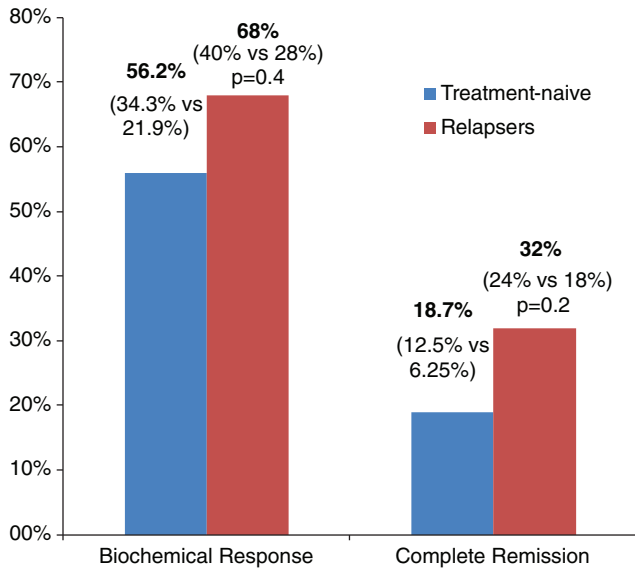 80%
70%
60%
50%
40%
30%
20%
10%
00%
56.2%
(34.3% vs
21.9%)
68%
(40% vs 28%)
p=0.4
Treatment-naive
Relapsers
18.7%
(12.5% vs
6.25%)
32%
(24% vs 18%)
p=0.2
Biochemical Response
Complete Remission